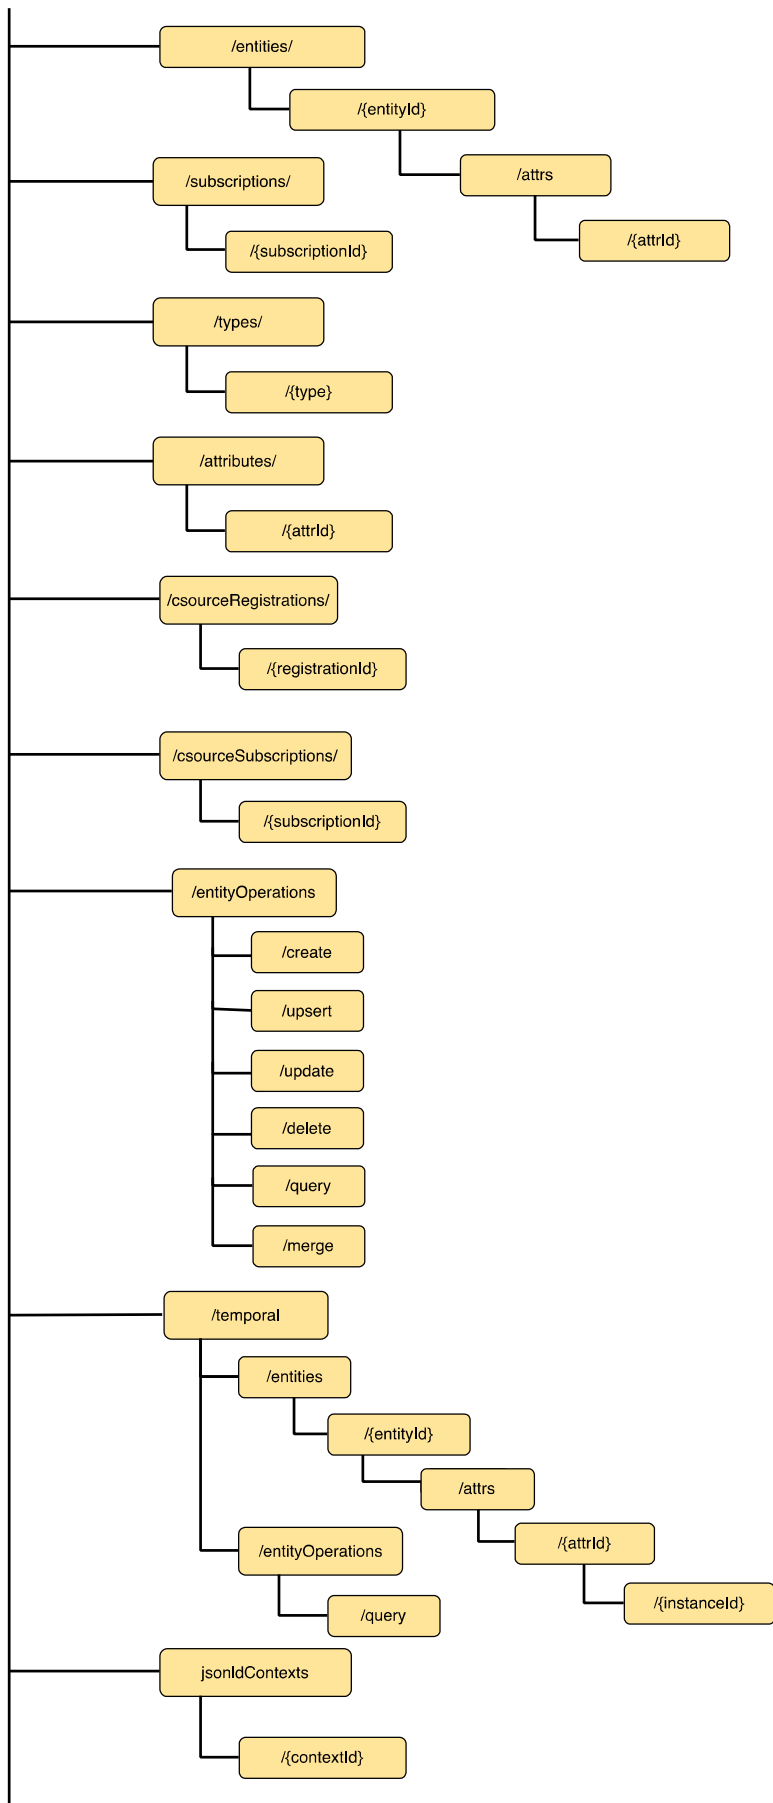 /entities/
/{entityId}
/attrs
/{attrId}
/subscriptions/
/{subscriptionId}
/types/
/{type}
/attributes/
/{attrId}
/csourceRegistrations/
/{registrationId}
/csourceSubscriptions/
/{subscriptionId}
/entityOperations
/create
/upsert
/update
/delete
/query
/merge
/temporal
/entities
/{entityId}
/attrs
/{attrId}
/{instanceId}
/entityOperations
/query
jsonldContexts
/{contextId}